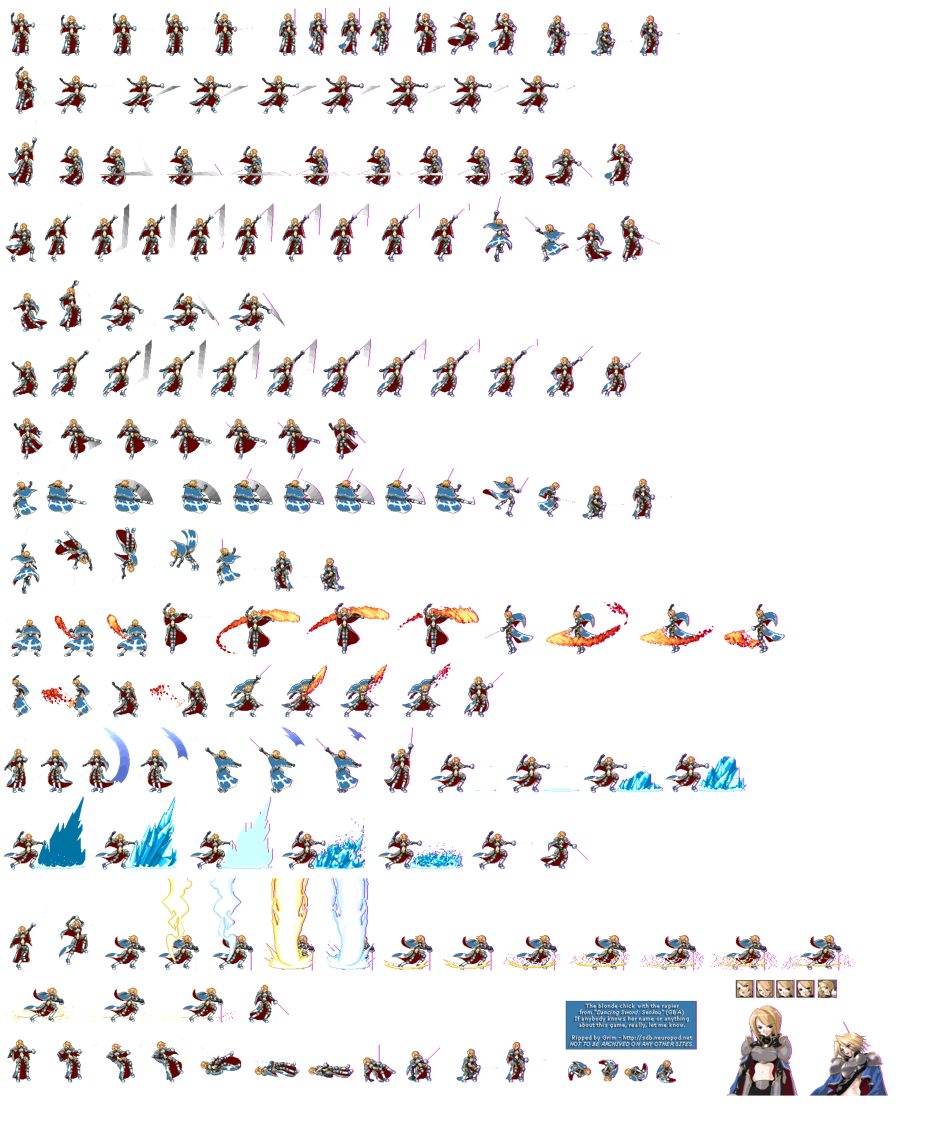 The blonde chick with the rapier
from "Dancing Sword: Senkou" (GBA)
If anybody knows her name or anything
about this game, really, let me know.
Ripped by Grim - http://sdb.neuropod.net
NOT TO BE ARCHIVED ON ANY OTHER SITES.